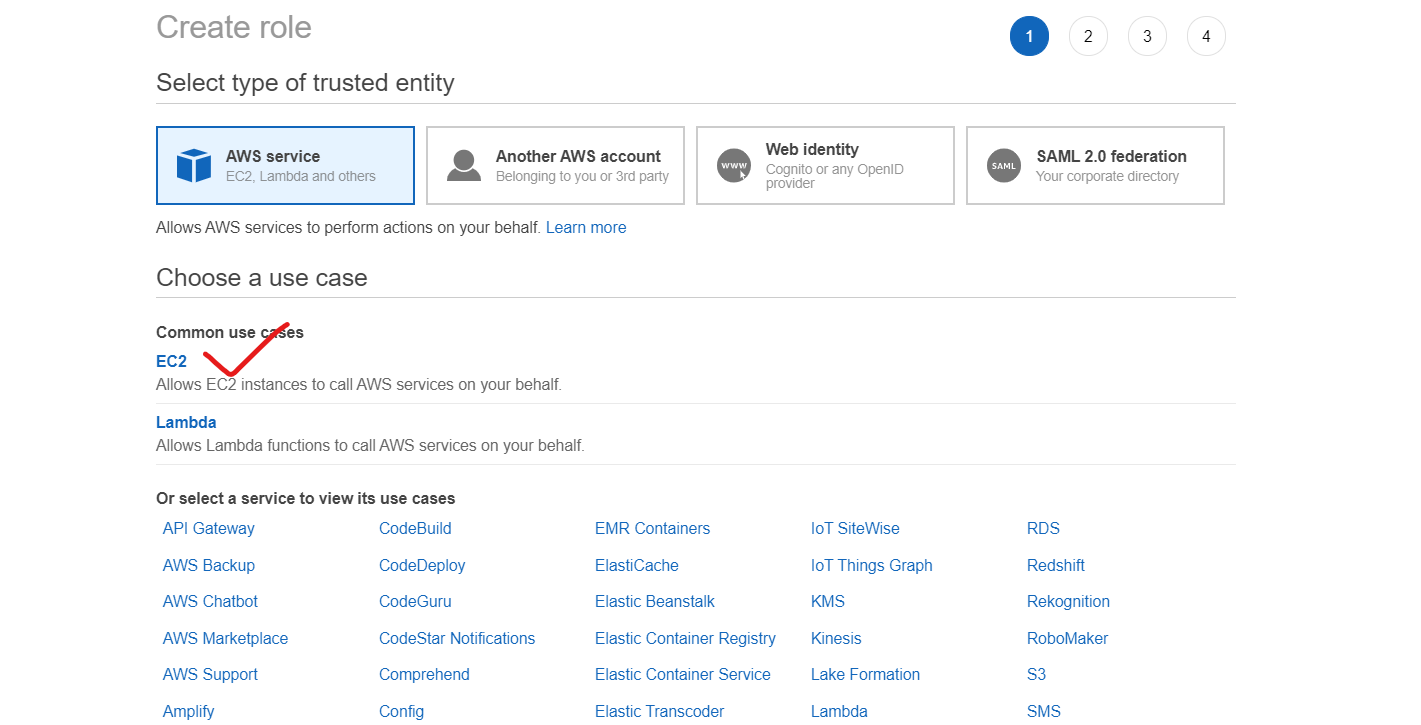 Create role
1 2 3 4
Select type of trusted entity
AWS service
EC2, Lambda and others
Another AWS account
Belonging to you or 3rd party
www
Web identity
Cognito or any OpenID
provider
SAML
SAML 2.0 federation
Your corporate directory
Allows AWS services to perform actions on your behalf. Learn more
Choose a use case
Common use cases
EC2
Allows EC2 instances to call AWS services on your behalf.
Lambda
Allows Lambda functions to call AWS services on your behalf.
Or select a service to view its use cases
API Gateway CodeBuild EMR Containers IoT SiteWise RDS
AWS Backup CodeDeploy ElastiCache IoT Things Graph Redshift
AWS Chatbot CodeGuru Elastic Beanstalk KMS Rekognition
AWS Marketplace CodeStar Notifications Elastic Container Registry Kinesis RoboMaker
AWS Support Comprehend Elastic Container Service Lake Formation S3
Amplify Config Elastic Transcoder Lambda SMS